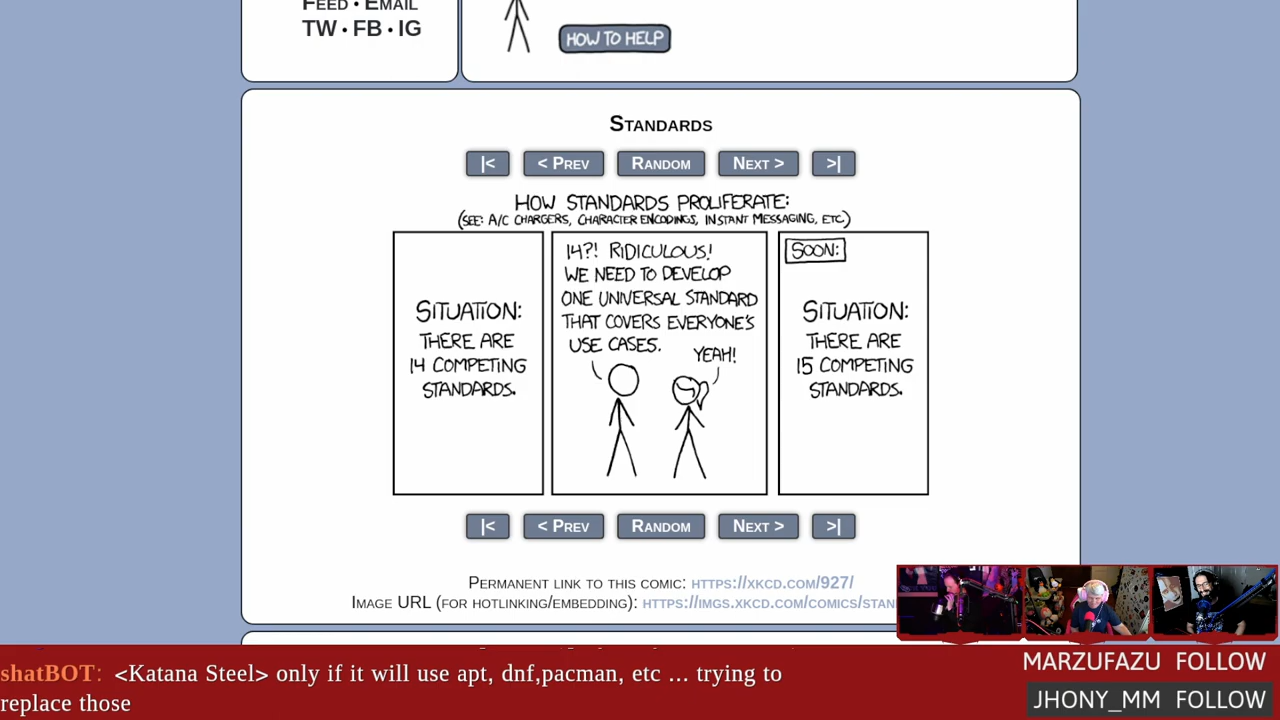 FEED • EMAIL
TW • FB • IG
HOW TO HELP
STANDARDS
|<
< PREV
RANDOM
NEXT >
>|
HOW STANDARDS PROLIFERATE:
(SEE: A/C CHARGERS, CHARACTER ENCODINGS, INSTANT MESSAGING, ETC.)
SITUATION:
THERE ARE
14 COMPETING
STANDARDS.
14?! RIDICULOUS!
WE NEED TO DEVELOP
ONE UNIVERSAL STANDARD
THAT COVERS EVERYONE'S
USE CASES.
YEAH!
SOON:
SITUATION:
THERE ARE
15 COMPETING
STANDARDS.
|<
< PREV
RANDOM
NEXT >
>|
PERMANENT LINK TO THIS COMIC: HTTPS://XKCD.COM/927/
IMAGE URL (FOR HOTLINKING/EMBEDDING): HTTPS://IMGS.XKCD.COM/COMICS/STAN
shatBOT: <Katana Steel> only if it will use apt, dnf,pacman, etc ... trying to
replace those
MARZUFAZU FOLLOW
JHONY_MM FOLLOW